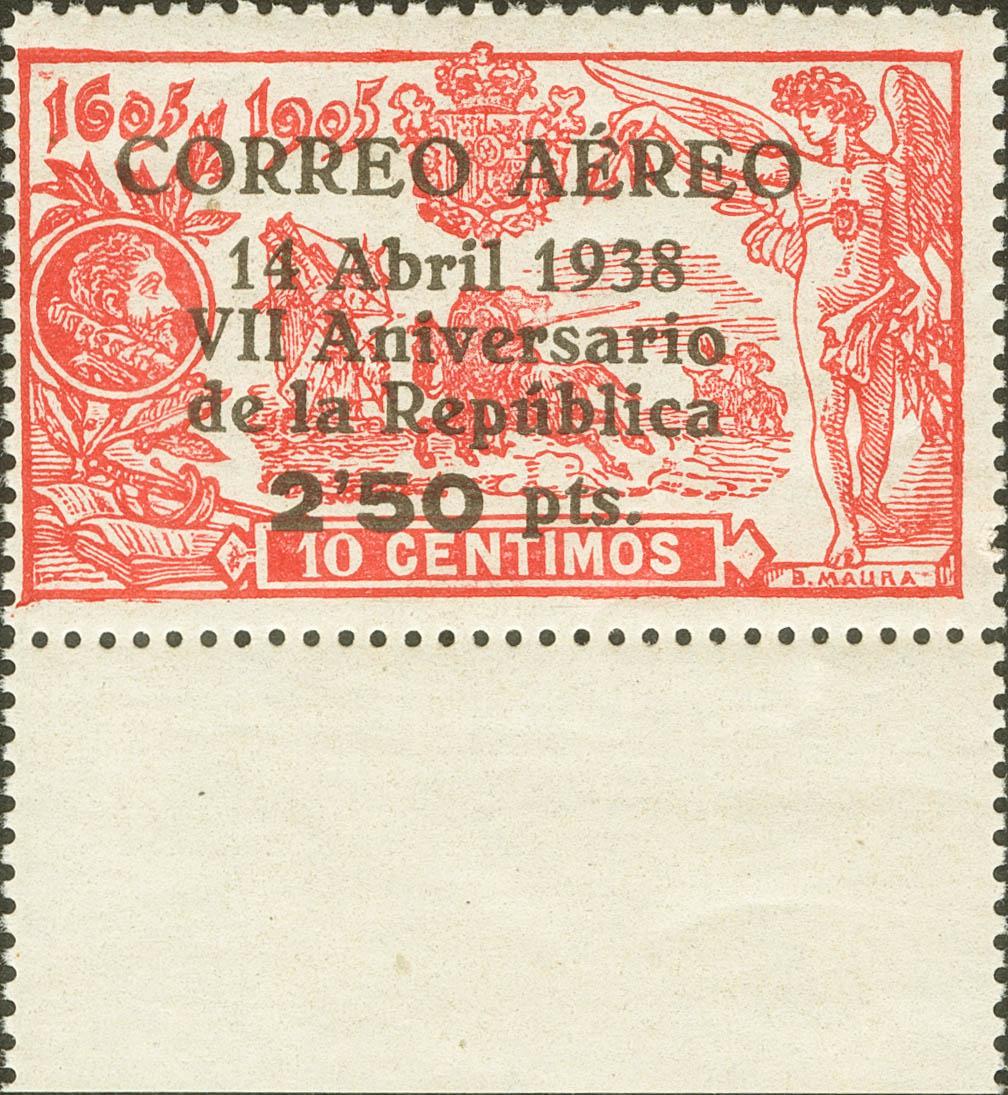 1605 1905
CORREO AÉREO
14 Abril 1938
VII Aniversario
de la República
2'50 pts.
10 CENTIMOS
B. MAURA